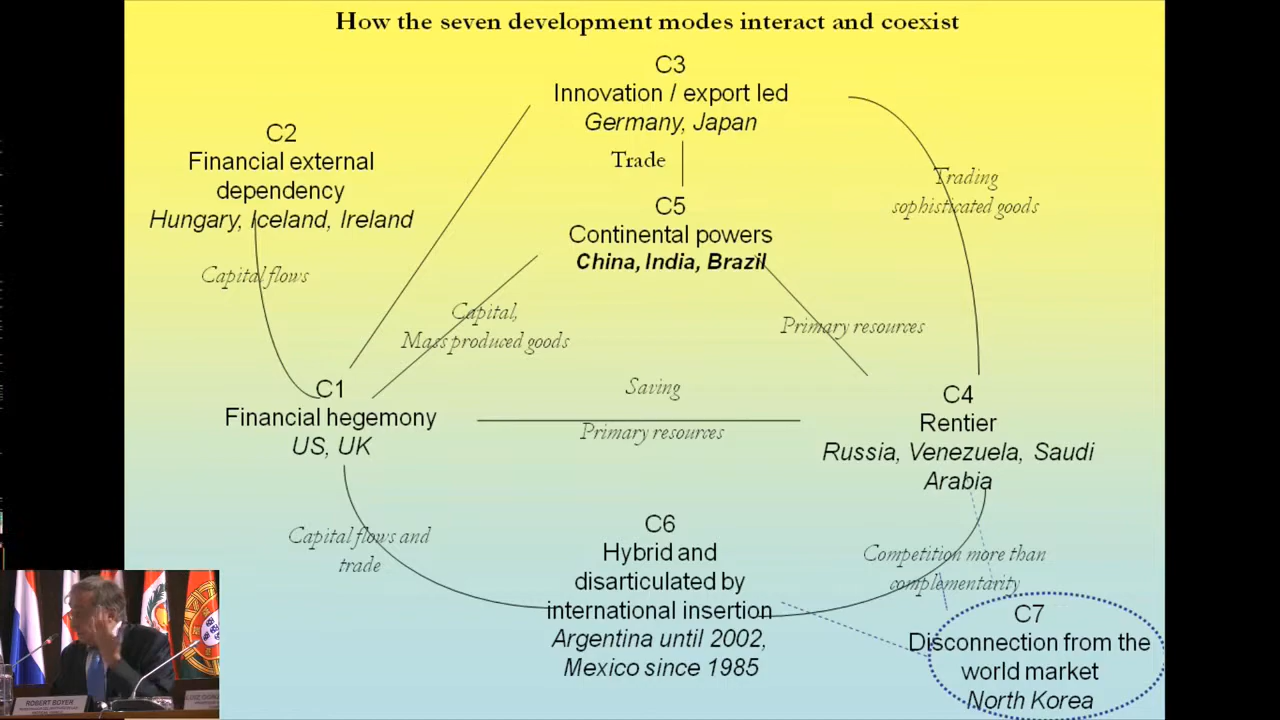 How the seven development modes interact and coexist
C3
Innovation / export led
Germany, Japan
C2
Financial external
dependency
Hungary, Iceland, Ireland
Trade
Trading
sophisticated goods
C5
Continental powers
China, India, Brazil
Capital flows
Capital,
Mass produced goods
Primary resources
C1
Financial hegemony
US, UK
Saving
Primary resources
C4
Rentier
Russia, Venezuela, Saudi
Arabia
Capital flows and
trade
C6
Hybrid and
disarticulated by
international insertion
Argentina until 2002,
Mexico since 1985
Competition more than
complementarity
C7
Disconnection from the
world market
North Korea
ROBERT BOYER